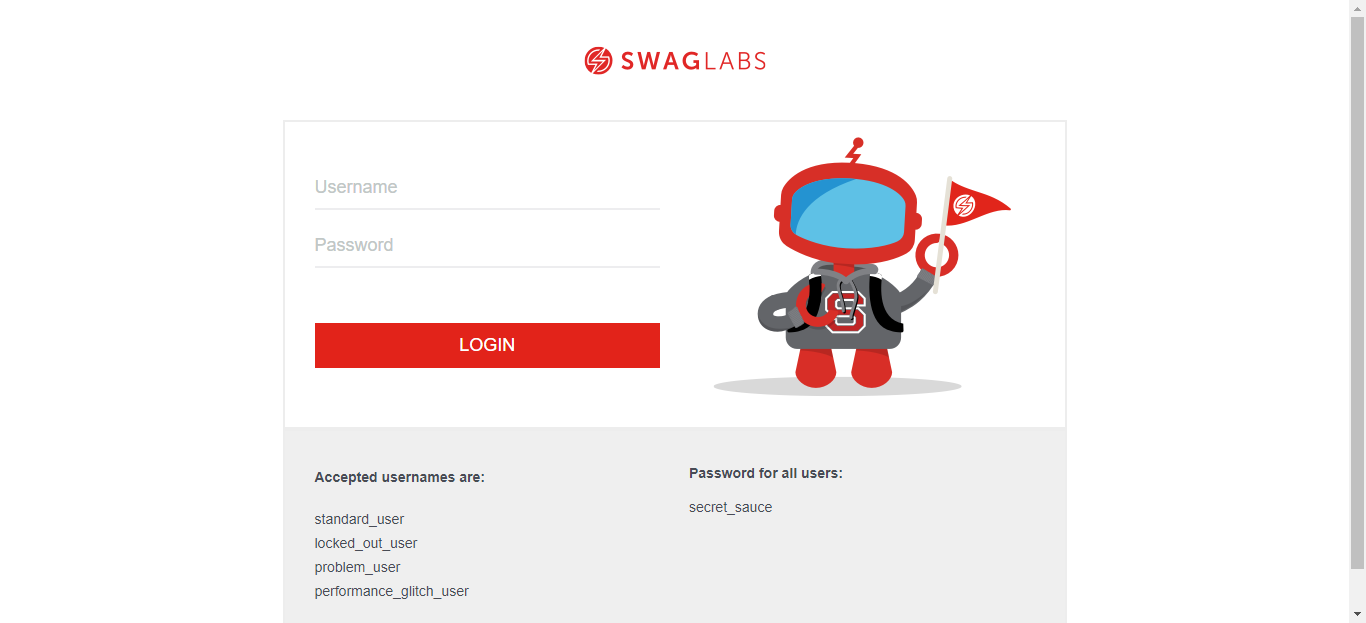 SWAGLABS
Username
Password
LOGIN
S
Accepted usernames are:
standard_user
locked_out_user
problem_user
performance_glitch_user
Password for all users:
secret_sauce